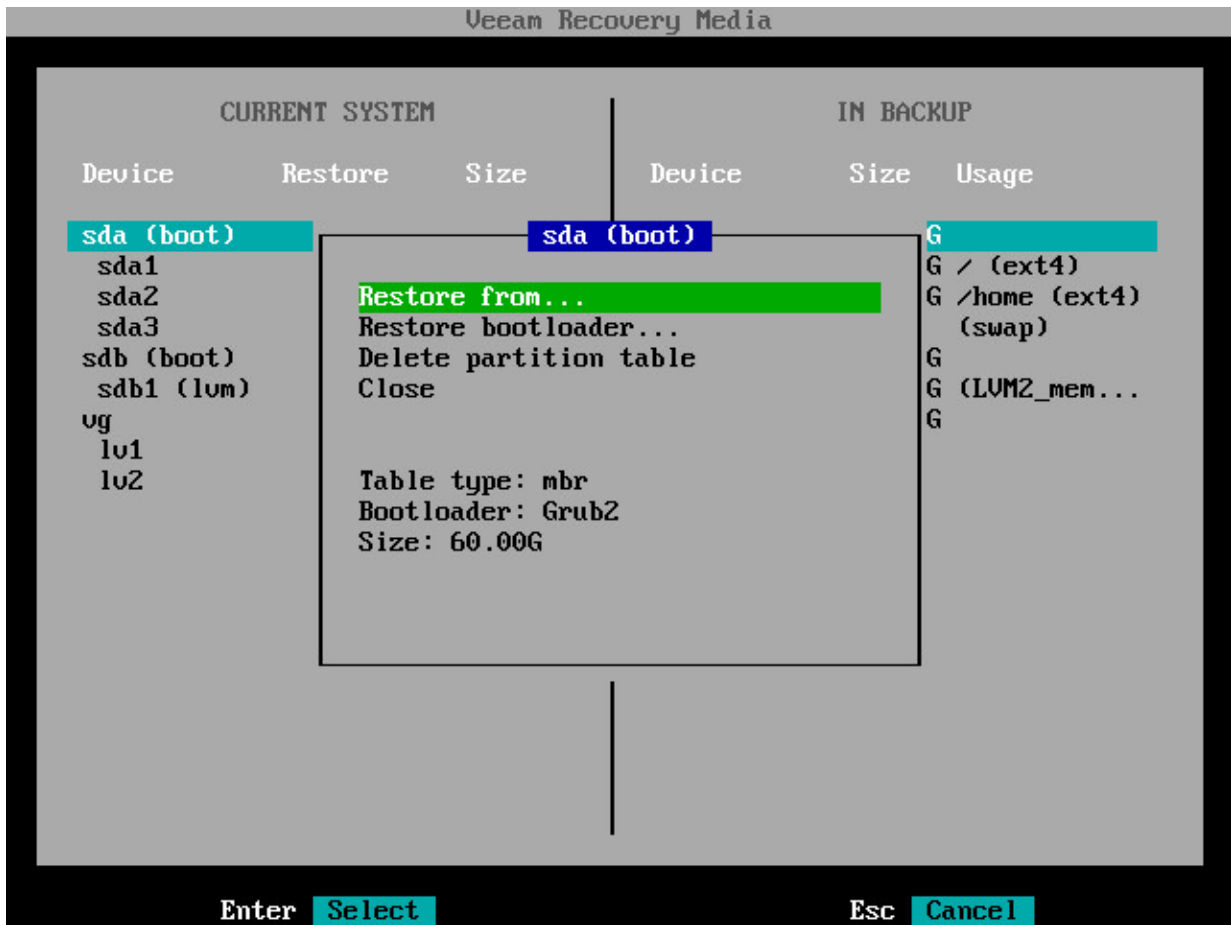 Veeam Recovery Media
CURRENT SYSTEM IN BACKUP
Device Restore Size Device Size Usage
sda (boot) sda (boot) G
sda1 G / (ext4)
sda2 Restore from... G /home (ext4)
sda3 Restore bootloader... (swap)
sdb (boot) Delete partition table G
sdb1 (lvm) Close G (LVM2_mem...
vg G
lv1
lv2 Table type: mbr
Bootloader: Grub2
Size: 60.00G
Enter Select Esc Cancel